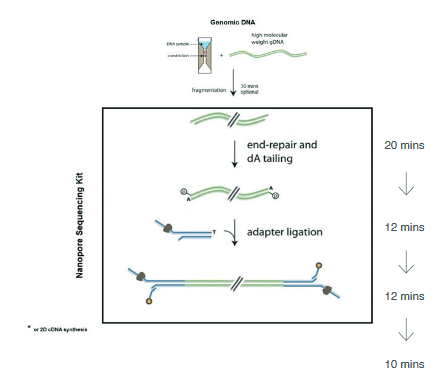 Genomic DNA
high molecular
weight gDNA
DNA sample
constriction
+
fragmentation
30 mins
optional
Nanopore Sequencing Kit
end-repair and
dA tailing
20 mins
A
P
P
A
T
adapter ligation
12 mins
12 mins
* or 2D cDNA synthesis
10 mins